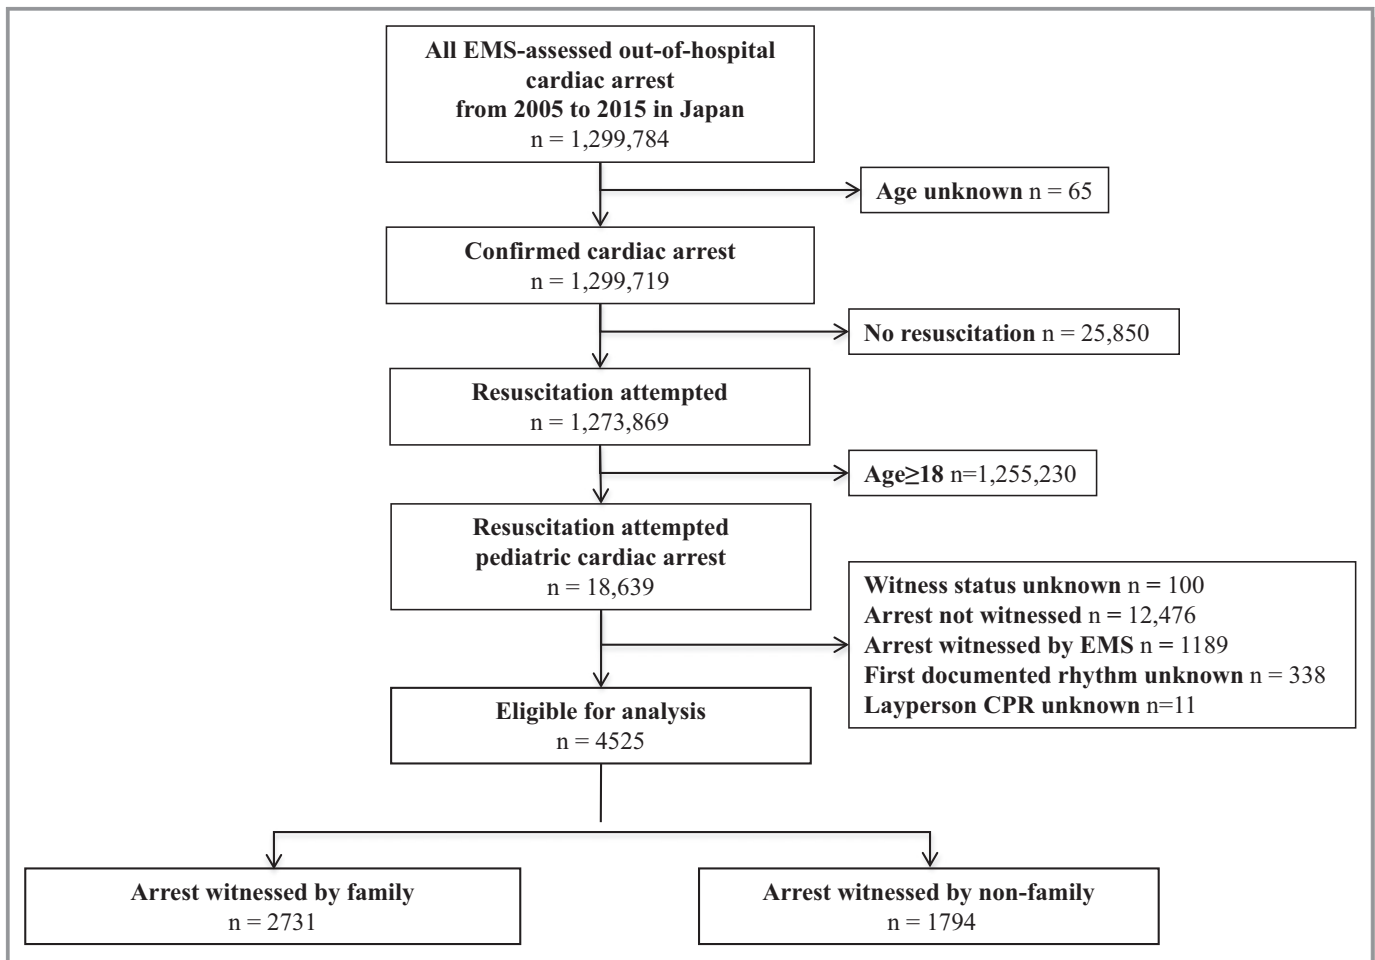 All EMS-assessed out-of-hospital
cardiac arrest
from 2005 to 2015 in Japan
n = 1,299,784
Age unknown n = 65
Confirmed cardiac arrest
n = 1,299,719
No resuscitation n = 25,850
Resuscitation attempted
n = 1,273,869
Age≥18 n=1,255,230
Resuscitation attempted
pediatric cardiac arrest
n = 18,639
Witness status unknown n = 100
Arrest not witnessed n = 12,476
Arrest witnessed by EMS n = 1189
First documented rhythm unknown n = 338
Layperson CPR unknown n=11
Eligible for analysis
n = 4525
Arrest witnessed by family
n = 2731
Arrest witnessed by non-family
n = 1794